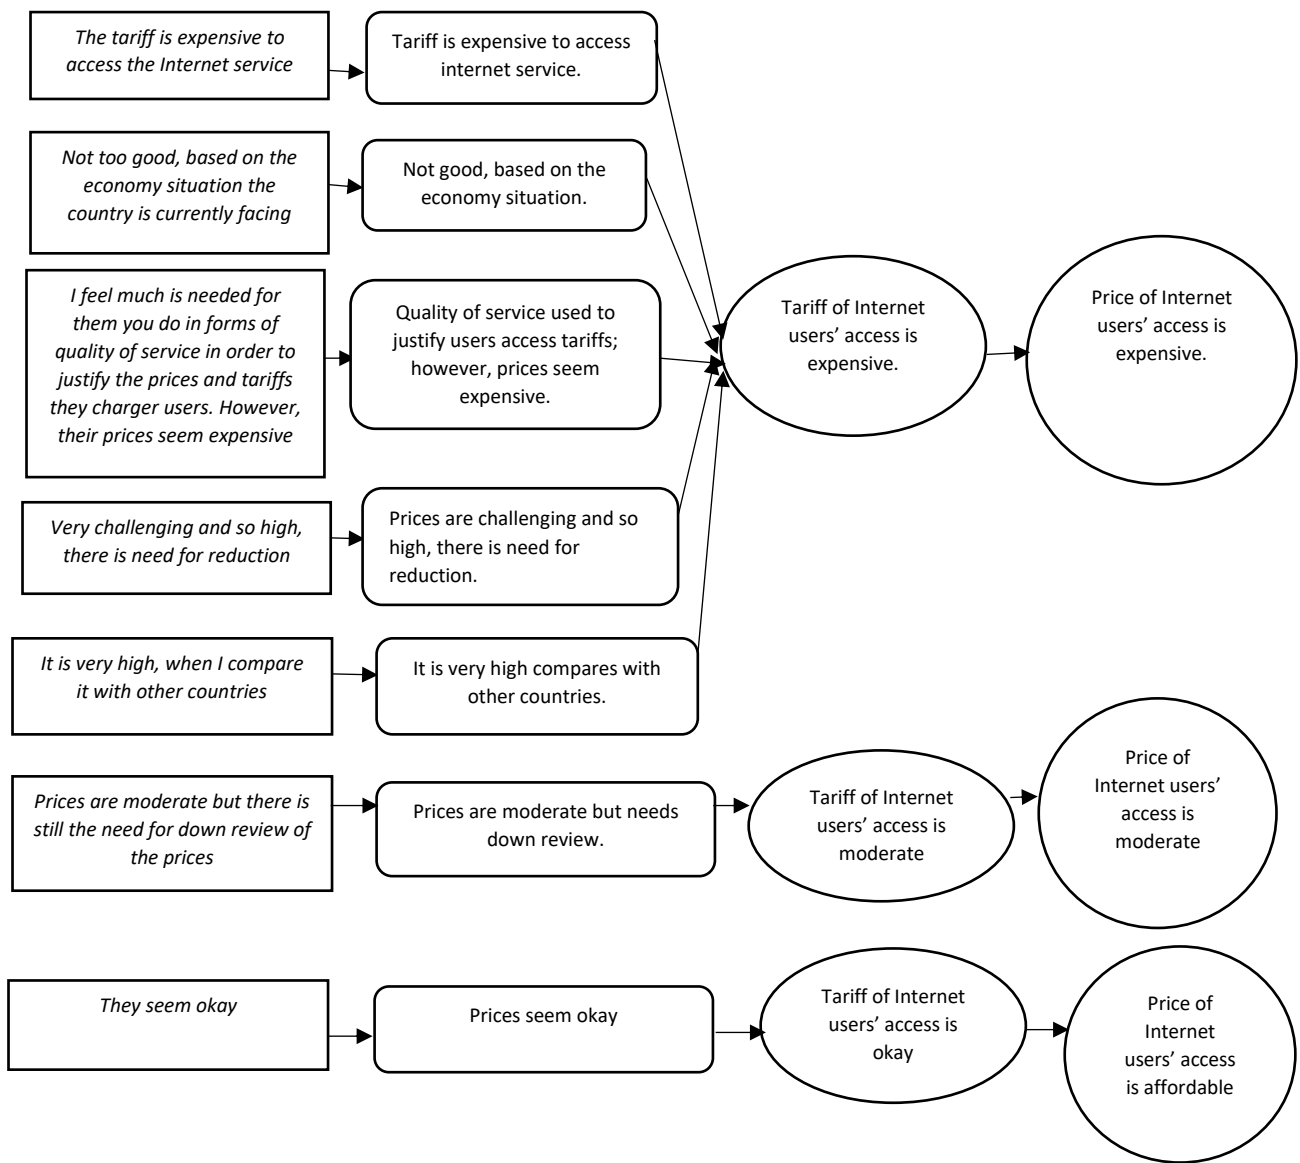 The tariff is expensive to
access the Internet service
Tariff is expensive to access
internet service.
Not too good, based on the
economy situation the
country is currently facing
Not good, based on the
economy situation.
I feel much is needed for
them you do in forms of
quality of service in order to
justify the prices and tariffs
they charger users. However,
their prices seem expensive
Quality of service used to
justify users access tariffs;
however, prices seem
expensive.
Tariff of Internet
users’ access is
expensive.
Price of Internet
users’ access is
expensive.
Very challenging and so high,
there is need for reduction
Prices are challenging and so
high, there is need for
reduction.
It is very high, when I compare
it with other countries
It is very high compares with
other countries.
Prices are moderate but there is
still the need for down review of
the prices
Prices are moderate but needs
down review.
Tariff of Internet
users’ access is
moderate
Price of
Internet users’
access is
moderate
They seem okay
Prices seem okay
Tariff of Internet
users’ access is
okay
Price of
Internet
users’ access
is affordable